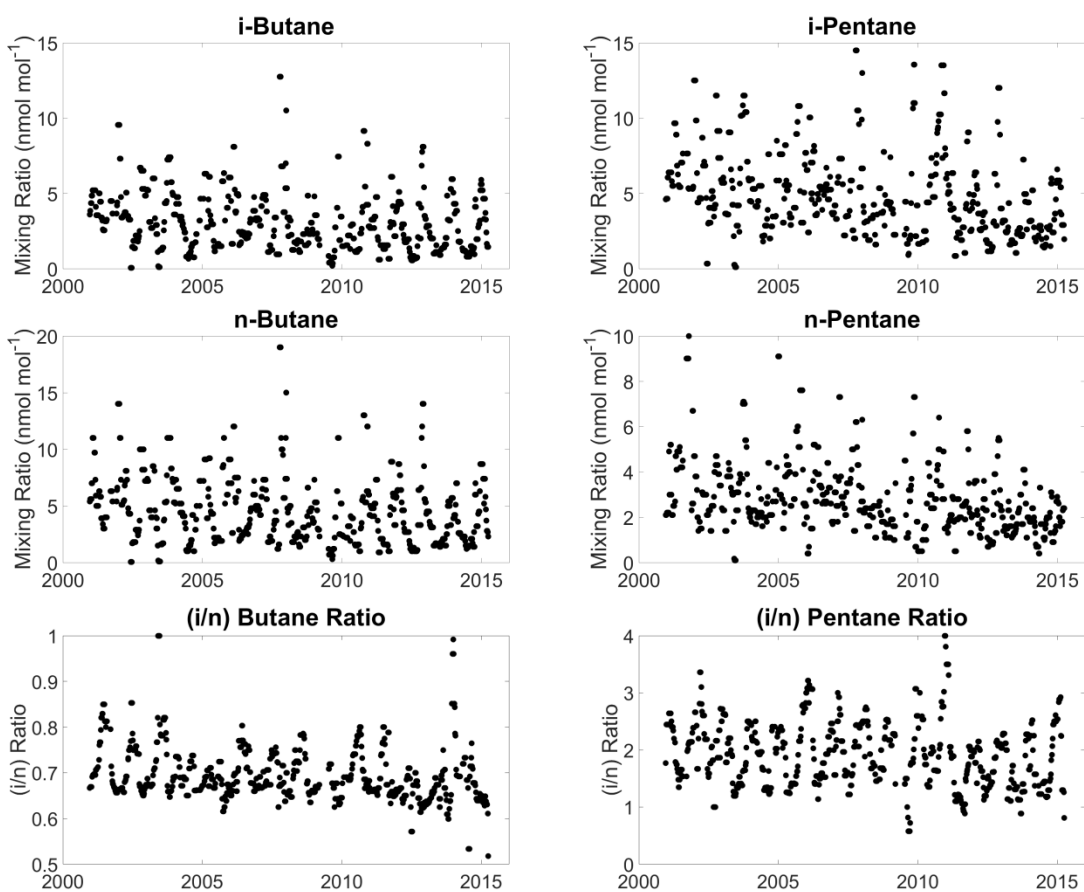 i-Butane
Mixing Ratio (nmol mol⁻¹)
15
10
5
0
2000 2005 2010 2015
i-Pentane
Mixing Ratio (nmol mol⁻¹)
15
10
5
0
2000 2005 2010 2015
n-Butane
Mixing Ratio (nmol mol⁻¹)
20
15
10
5
0
2000 2005 2010 2015
n-Pentane
Mixing Ratio (nmol mol⁻¹)
10
8
6
4
2
0
2000 2005 2010 2015
(i/n) Butane Ratio
(i/n) Ratio
1
0.9
0.8
0.7
0.6
0.5
2000 2005 2010 2015
(i/n) Pentane Ratio
(i/n) Ratio
4
3
2
1
0
2000 2005 2010 2015